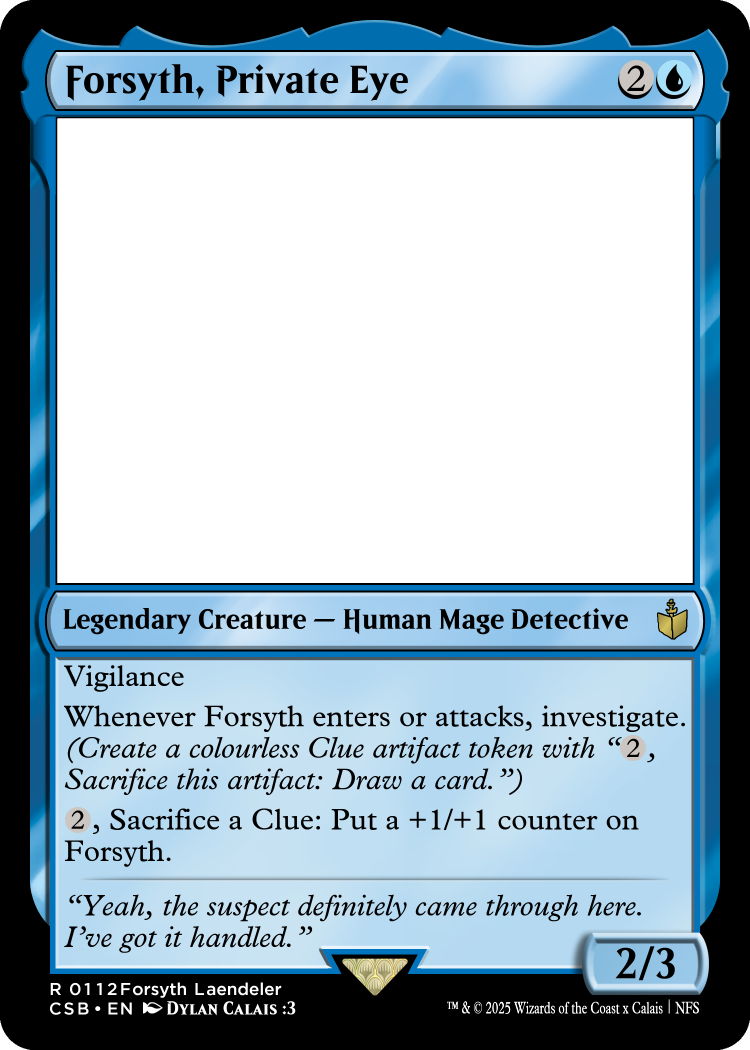 Forsyth, Private Eye 2
Legendary Creature — Human Mage Detective
Vigilance
Whenever Forsyth enters or attacks, investigate.
(Create a colourless Clue artifact token with “2,
Sacrifice this artifact: Draw a card.”)
2, Sacrifice a Clue: Put a +1/+1 counter on
Forsyth.
“Yeah, the suspect definitely came through here.
I’ve got it handled.”
2/3
R 0112Forsyth Laendeler
CSB • EN Dylan Calais :3
™ & © 2025 Wizards of the Coast x Calais | NFS